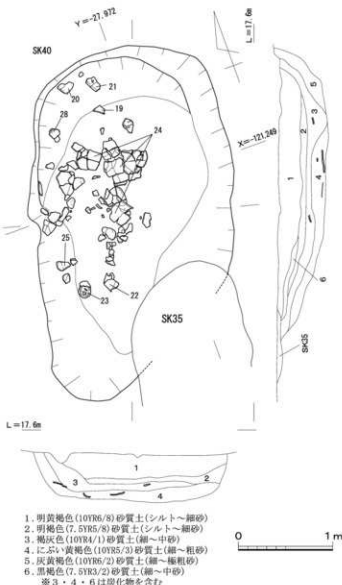 Y=-27,972
L=17.6m
SK40
21
20
19
28
24
X=-121,249
25
23
22
SK35
5
3
2
4
1
6
SK35
L=17.6m
1
2
3
4
1. 明黄褐色(10YR6/8)砂質土(シルト～細砂)
2. 明褐色(7.5YR5/8)砂質土(シルト～細砂)
3. 褐灰色(10YR4/1)砂質土(細～中砂)
4. にぶい黄褐色(10YR5/3)砂質土(細～粗砂)
5. 灰黄褐色(10YR6/2)砂質土(細～極粗砂)
6. 黒褐色(7.5YR3/2)砂質土(細～中砂)
※3・4・6は炭化物を含む
0 1m